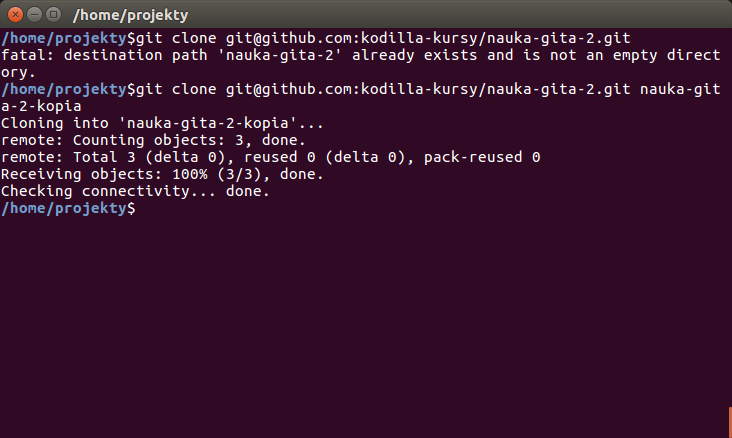 /home/projekty
/home/projekty$git clone git@github.com:kodilla-kursy/nauka-gita-2.git
fatal: destination path 'nauka-gita-2' already exists and is not an empty direct
ory.
/home/projekty$git clone git@github.com:kodilla-kursy/nauka-gita-2.git nauka-git
a-2-kopia
Cloning into 'nauka-gita-2-kopia'...
remote: Counting objects: 3, done.
remote: Total 3 (delta 0), reused 0 (delta 0), pack-reused 0
Receiving objects: 100% (3/3), done.
Checking connectivity... done.
/home/projekty$